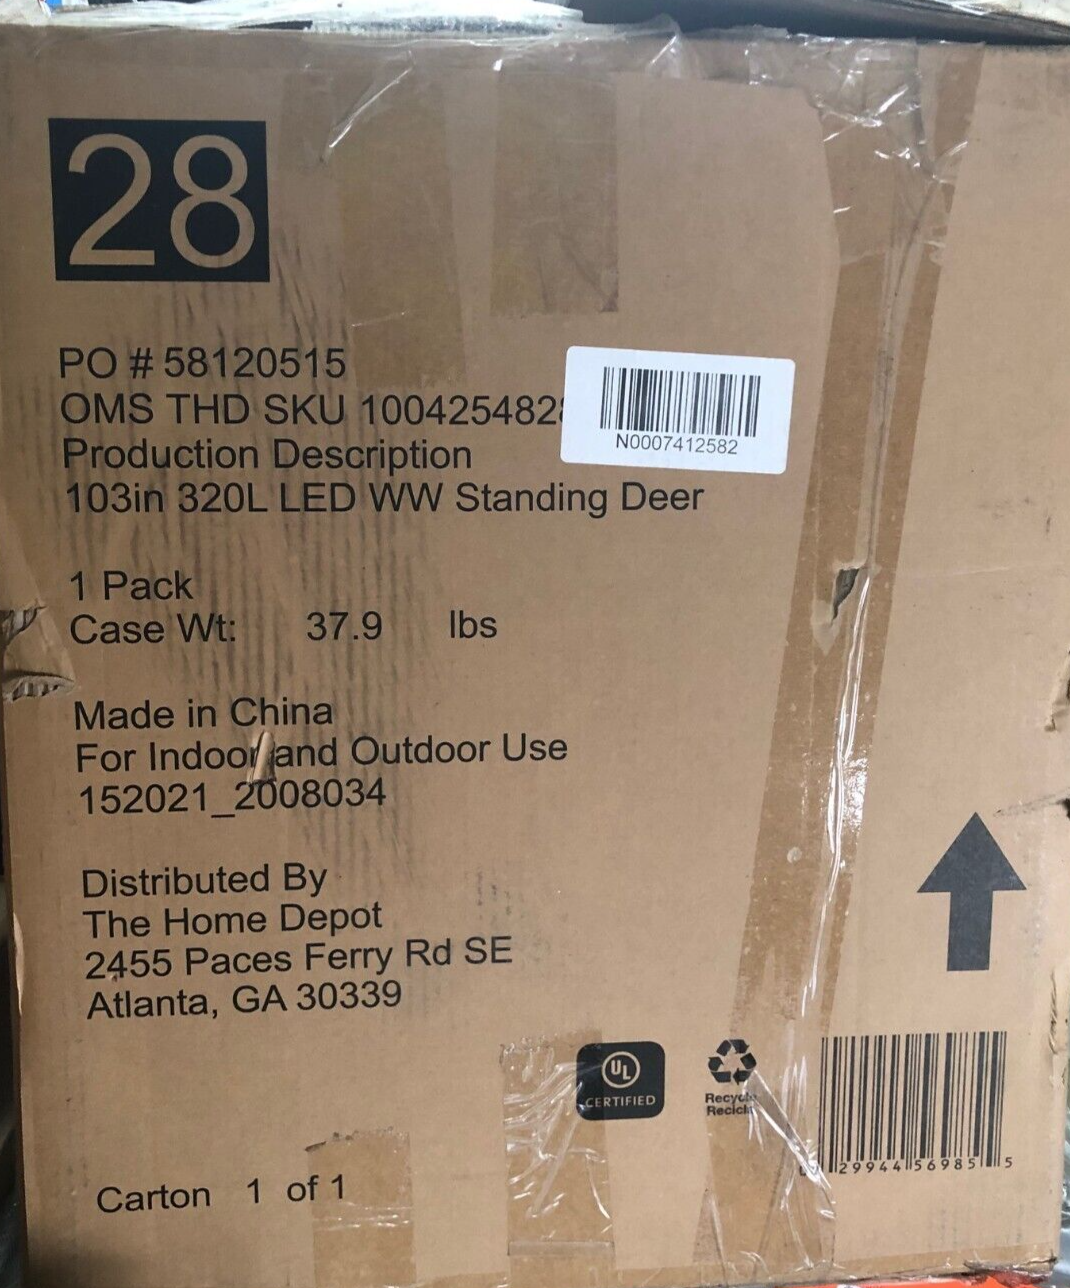 28
PO # 58120515
OMS THD SKU 1004254828
N0007412582
Production Description
103in 320L LED WW Standing Deer
1 Pack
Case Wt: 37.9 lbs
Made in China
For Indoor and Outdoor Use
152021_2008034
Distributed By
The Home Depot
2455 Paces Ferry Rd SE
Atlanta, GA 30339
UL
CERTIFIED
Recycle
29944 56985 5
Carton 1 of 1